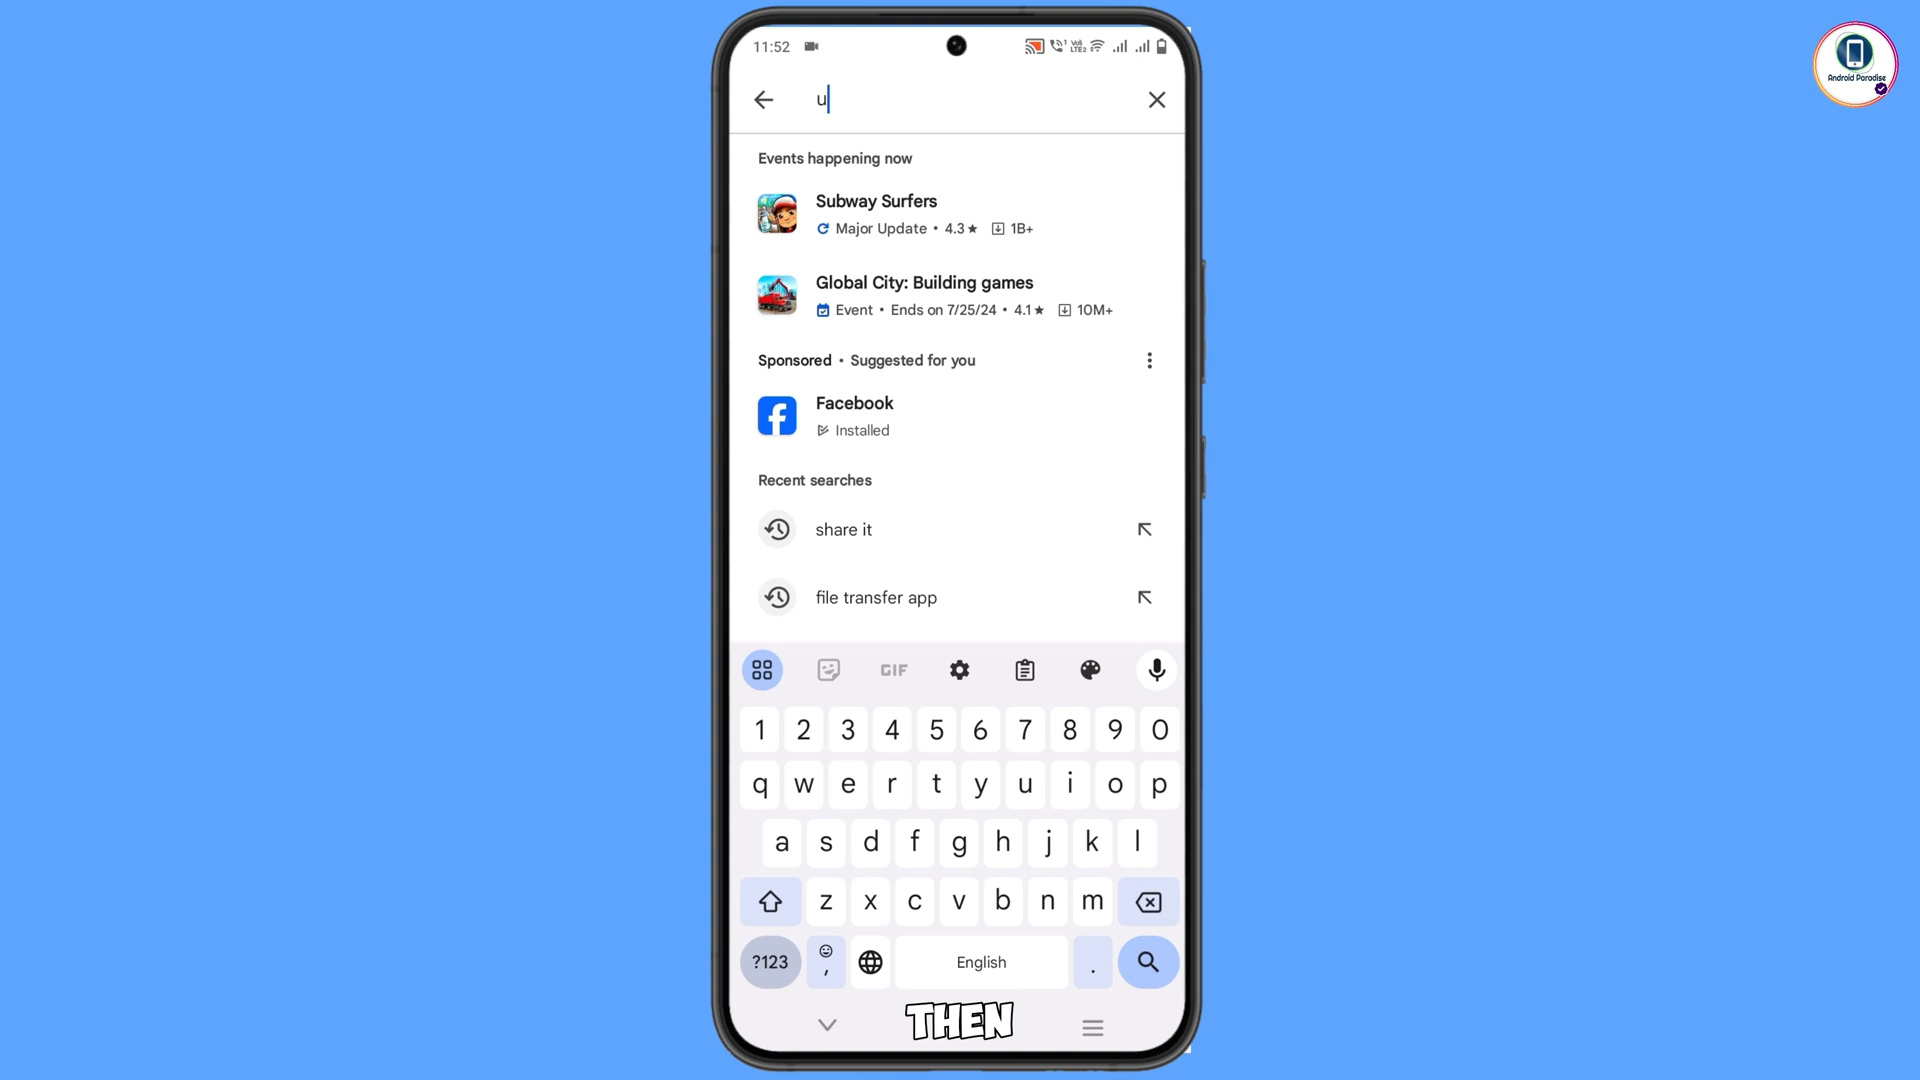 11:52
Vo)
LTE2
Android Paradise
u
Events happening now
Subway Surfers
Major Update • 4.3★ 1B+
Global City: Building games
Event • Ends on 7/25/24 • 4.1★ 10M+
Sponsored • Suggested for you
Facebook
Installed
Recent searches
share it
file transfer app
GIF
1 2 3 4 5 6 7 8 9 0
q w e r t y u i o p
a s d f g h j k l
z x c v b n m
?123 , English .
THEN